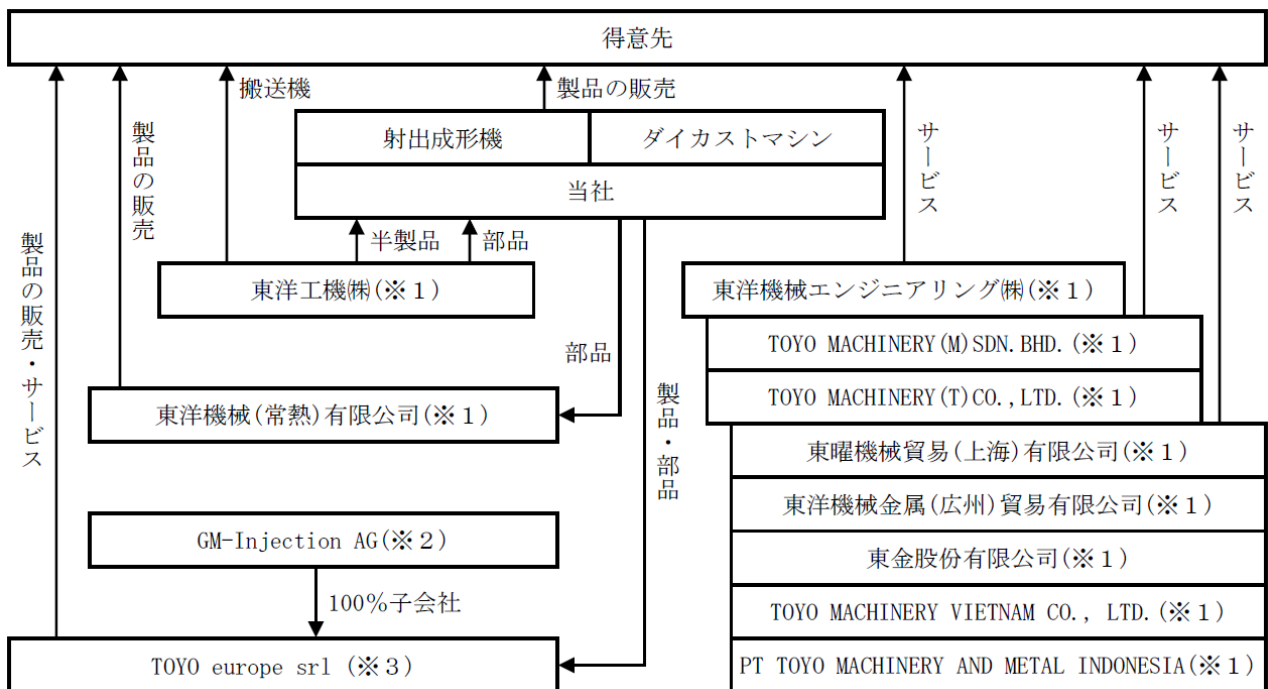 得意先
搬送機
製品の販売
製品の販売
サービス
サービス
サービス
射出成形機
ダイカストマシン
当社
半製品
部品
東洋工機㈱(※１)
東洋機械エンジニアリング㈱(※１)
TOYO MACHINERY(M)SDN.BHD.(※１)
製品の販売・サービス
部品
TOYO MACHINERY(T)CO.,LTD.(※１)
東洋機械(常熟)有限公司(※１)
製品・部品
東曜機械貿易(上海)有限公司(※１)
東洋機械金属(広州)貿易有限公司(※１)
GM-Injection AG(※２)
東金股份有限公司(※１)
100％子会社
TOYO MACHINERY VIETNAM CO., LTD.(※１)
TOYO europe srl (※３)
PT TOYO MACHINERY AND METAL INDONESIA(※１)